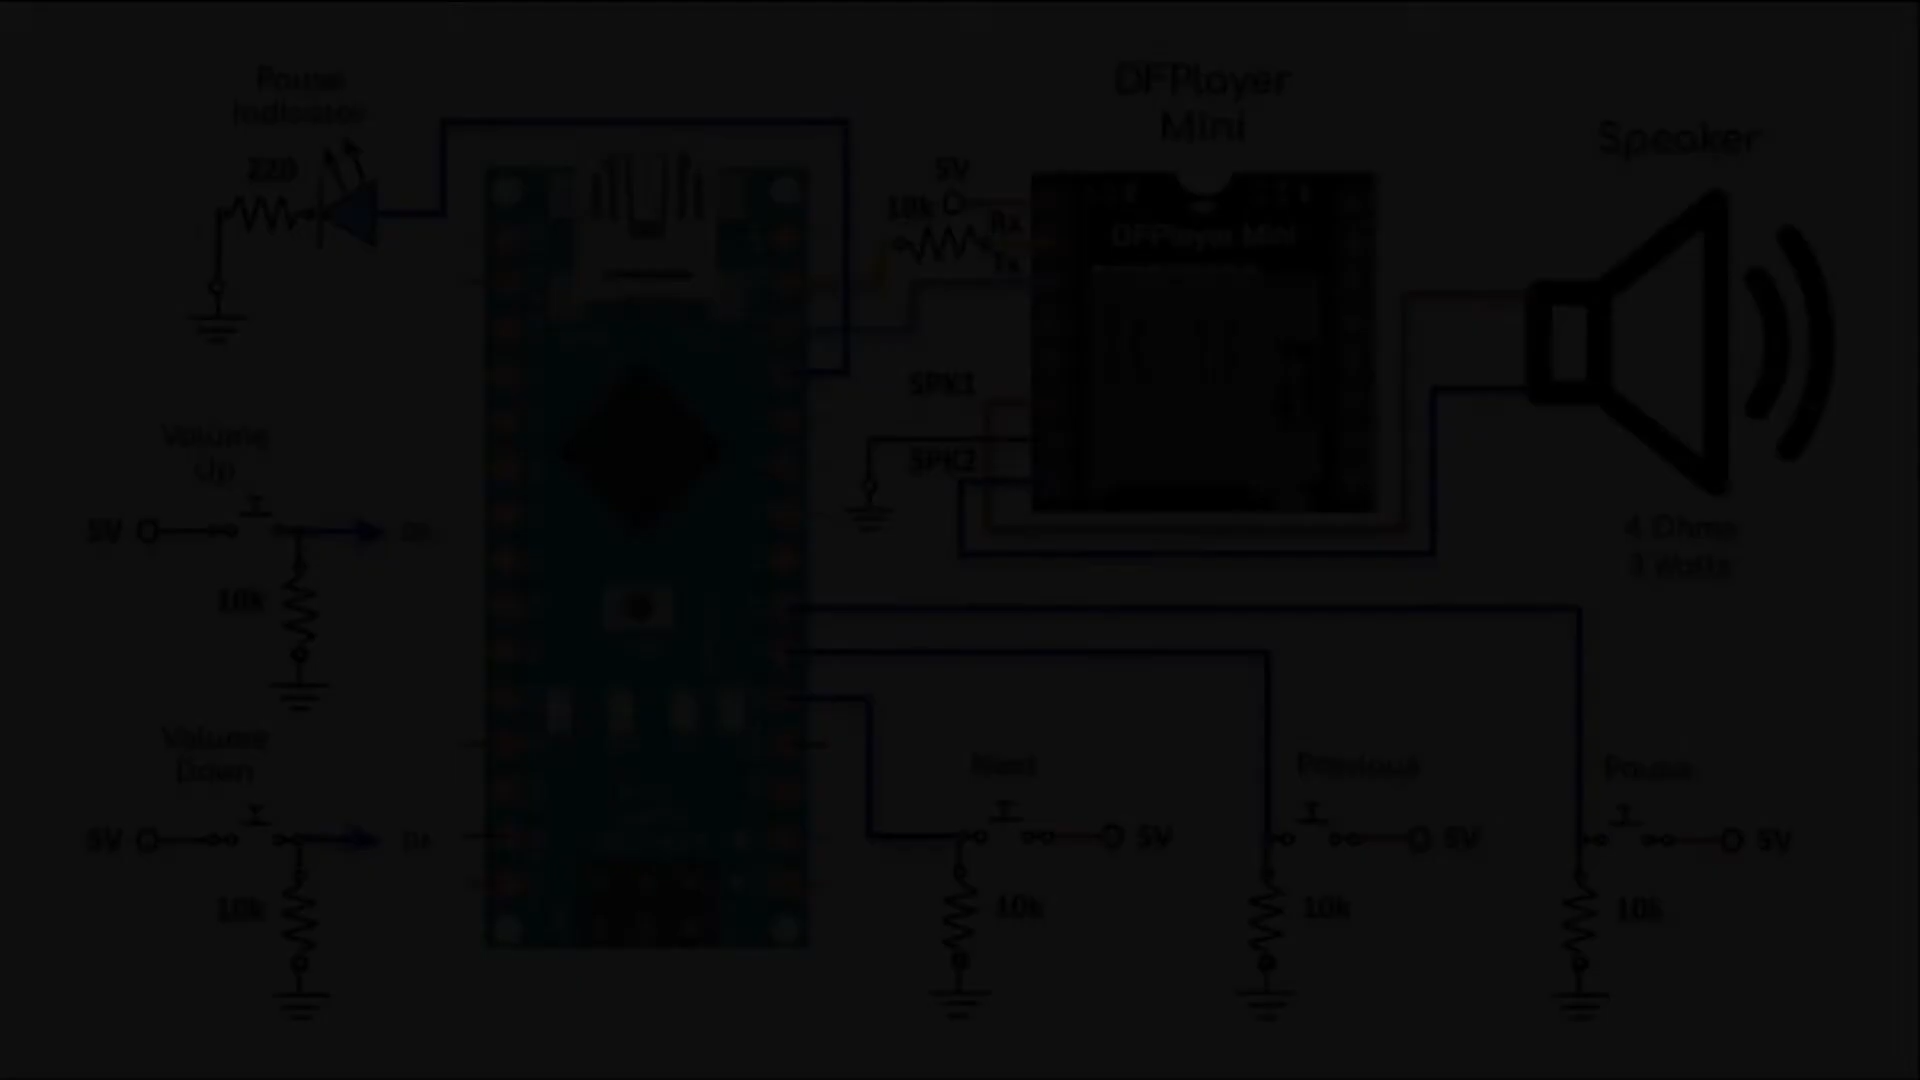 Pause
Indicator
220
DFPlayer
Mini
Speaker
5V
10k
Rx
Tx
DFPlayer Mini
SPK1
SPK2
4 Ohms
3 Watts
Volume
Up
5V
10k
Volume
Down
5V
10k
Next
5V
10k
Previous
5V
10k
Pause
5V
10k